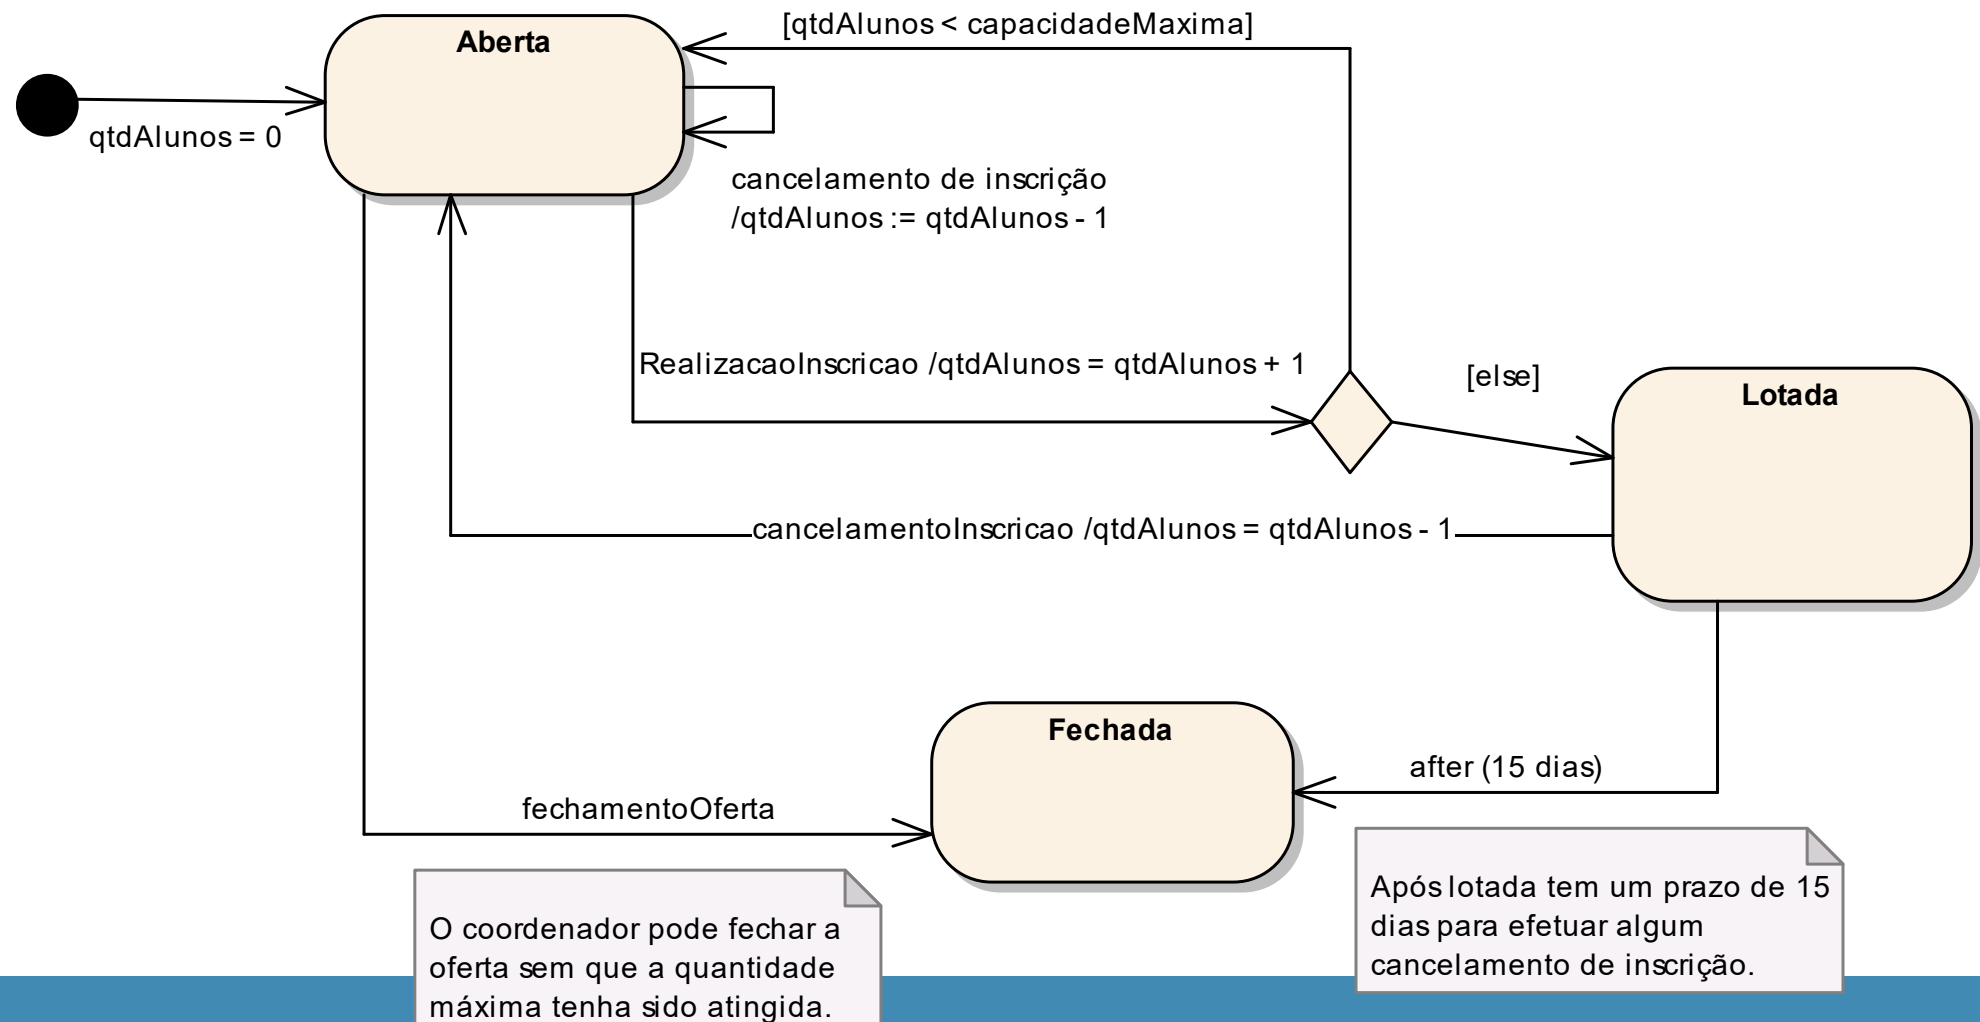 [qtdAlunos < capacidadeMaxima]
Aberta
qtdAlunos = 0
cancelamento de inscrição
/qtdAlunos := qtdAlunos - 1
RealizacaoInscricao /qtdAlunos = qtdAlunos + 1
[else]
Lotada
cancelamentoInscricao /qtdAlunos = qtdAlunos - 1
Fechada
after (15 dias)
fechamentoOferta
Após lotada tem um prazo de 15
dias para efetuar algum
cancelamento de inscrição.
O coordenador pode fechar a
oferta sem que a quantidade
máxima tenha sido atingida.